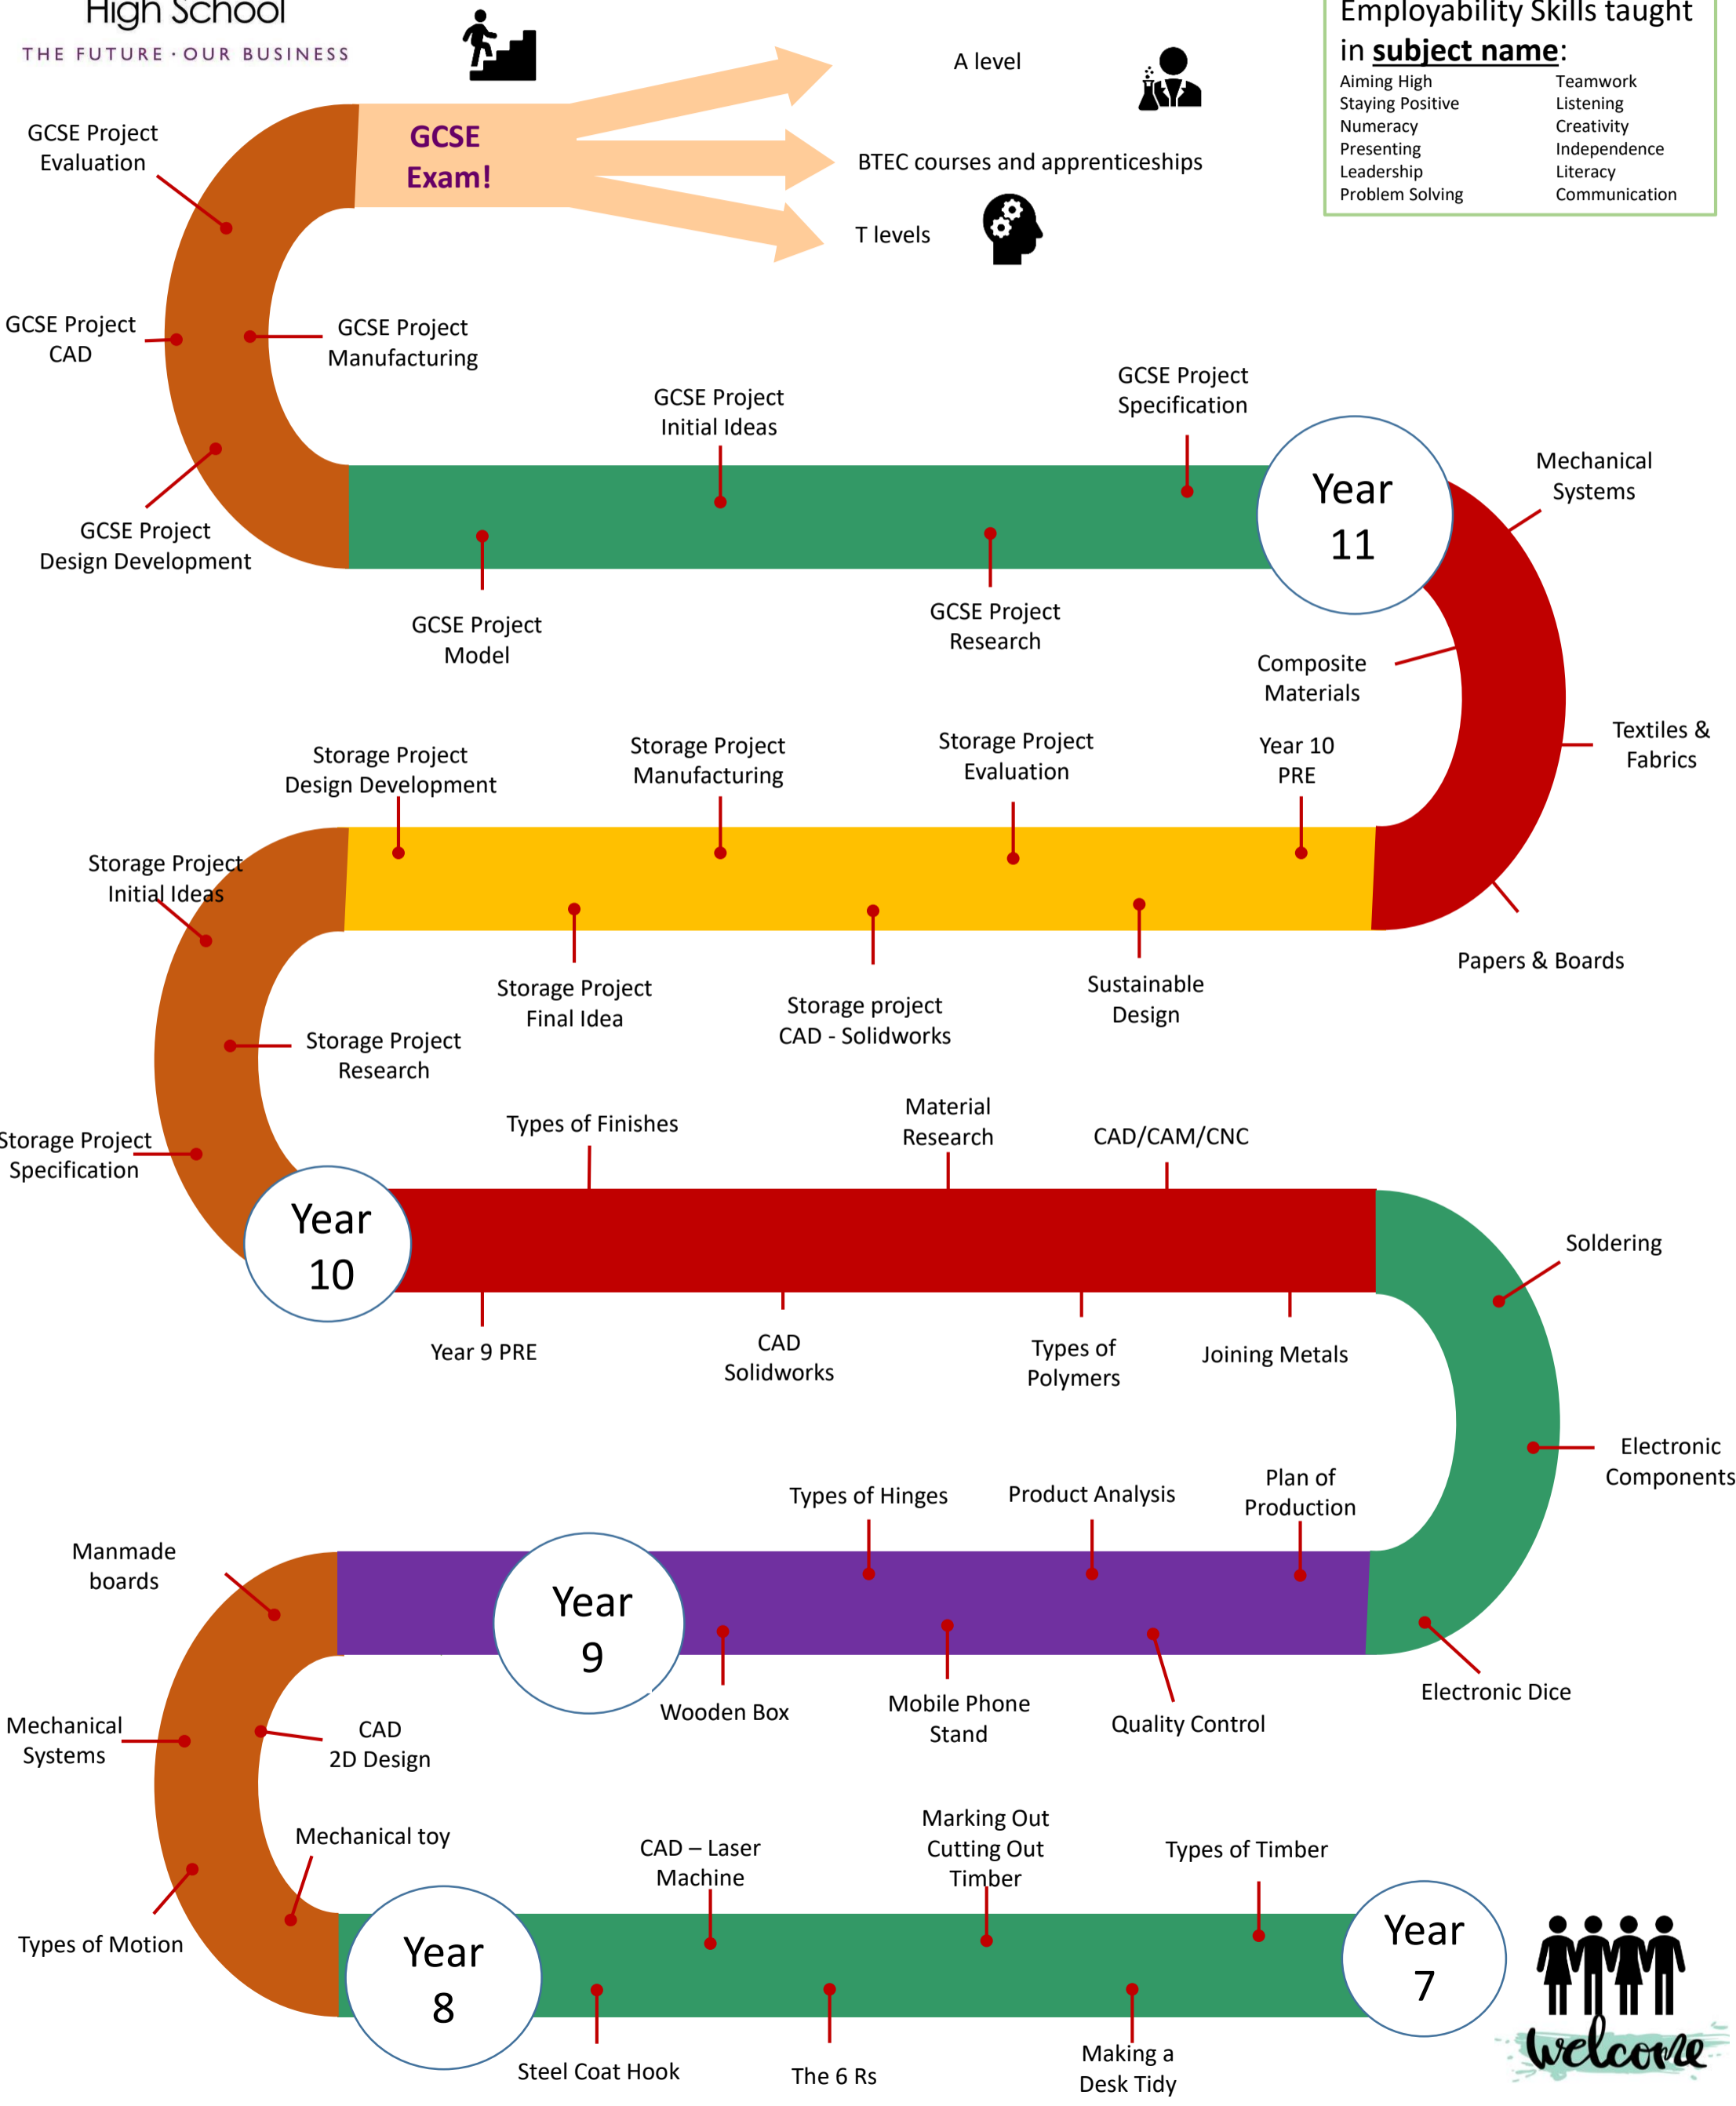 High School
THE FUTURE · OUR BUSINESS
Employability Skills taught
in subject name:
Aiming High
Staying Positive
Numeracy
Presenting
Leadership
Problem Solving
Teamwork
Listening
Creativity
Independence
Literacy
Communication
A level
BTEC courses and apprenticeships
T levels
GCSE
Exam!
GCSE Project
Evaluation
GCSE Project
CAD
GCSE Project
Manufacturing
GCSE Project
Design Development
GCSE Project
Initial Ideas
GCSE Project
Specification
GCSE Project
Model
GCSE Project
Research
Year
11
Mechanical
Systems
Composite
Materials
Textiles &
Fabrics
Papers & Boards
Storage Project
Design Development
Storage Project
Manufacturing
Storage Project
Evaluation
Year 10
PRE
Storage Project
Initial Ideas
Storage Project
Final Idea
Storage project
CAD - Solidworks
Sustainable
Design
Storage Project
Research
Storage Project
Specification
Year
10
Types of Finishes
Material
Research
CAD/CAM/CNC
Year 9 PRE
CAD
Solidworks
Types of
Polymers
Joining Metals
Soldering
Electronic
Components
Electronic Dice
Types of Hinges
Product Analysis
Plan of
Production
Year
9
Wooden Box
Mobile Phone
Stand
Quality Control
Manmade
boards
Mechanical
Systems
CAD
2D Design
Mechanical toy
Types of Motion
Year
8
CAD – Laser
Machine
Marking Out
Cutting Out
Timber
Types of Timber
Steel Coat Hook
The 6 Rs
Making a
Desk Tidy
Year
7
welcome